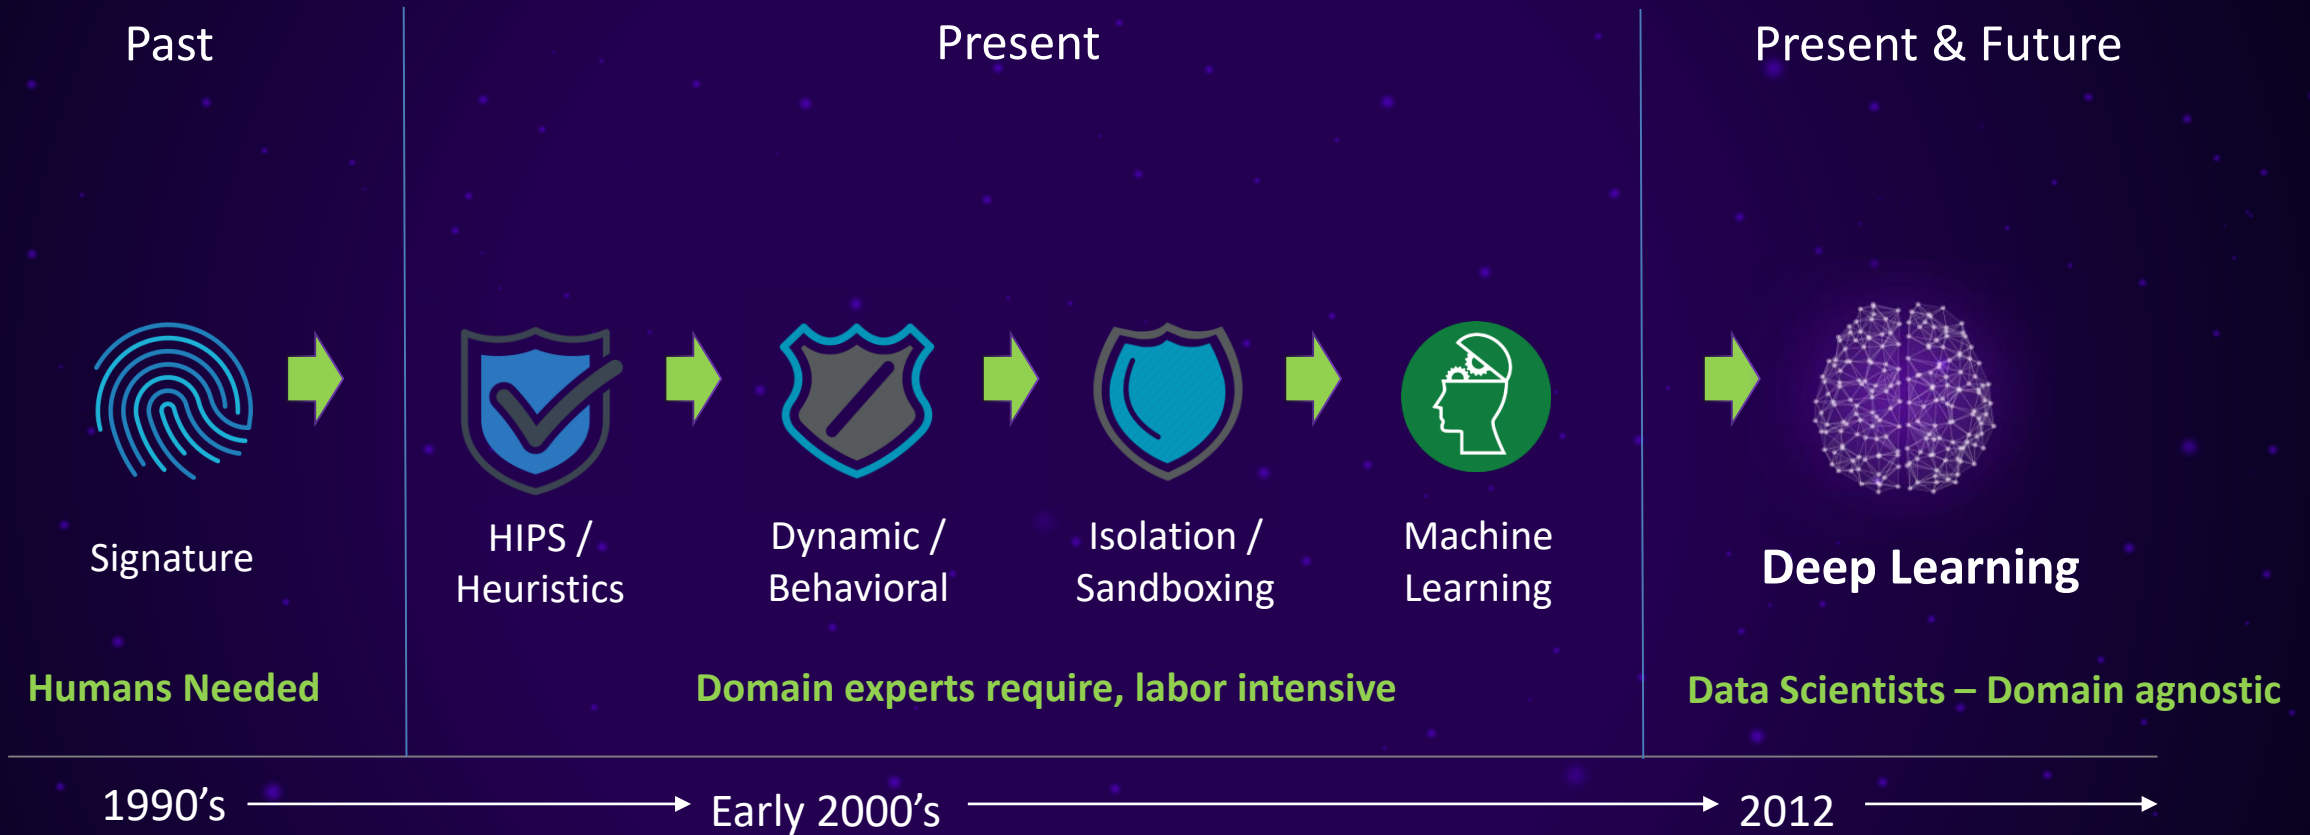 Past
Present
Present & Future
Signature
HIPS /
Heuristics
Dynamic /
Behavioral
Isolation /
Sandboxing
Machine
Learning
Deep Learning
Humans Needed
Domain experts require, labor intensive
Data Scientists – Domain agnostic
1990’s
Early 2000’s
2012